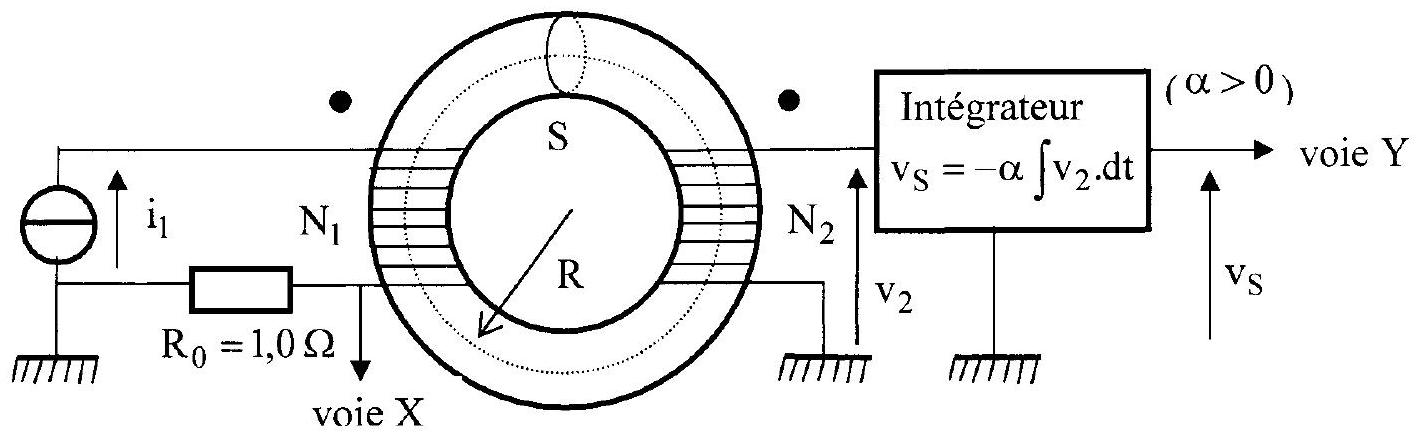 (α > 0)
Intégrateur
S
v_S = −α ∫v_2.dt
voie Y
i_1
N_1
N_2
R
v_2
v_S
R_0 = 1,0 Ω
voie X